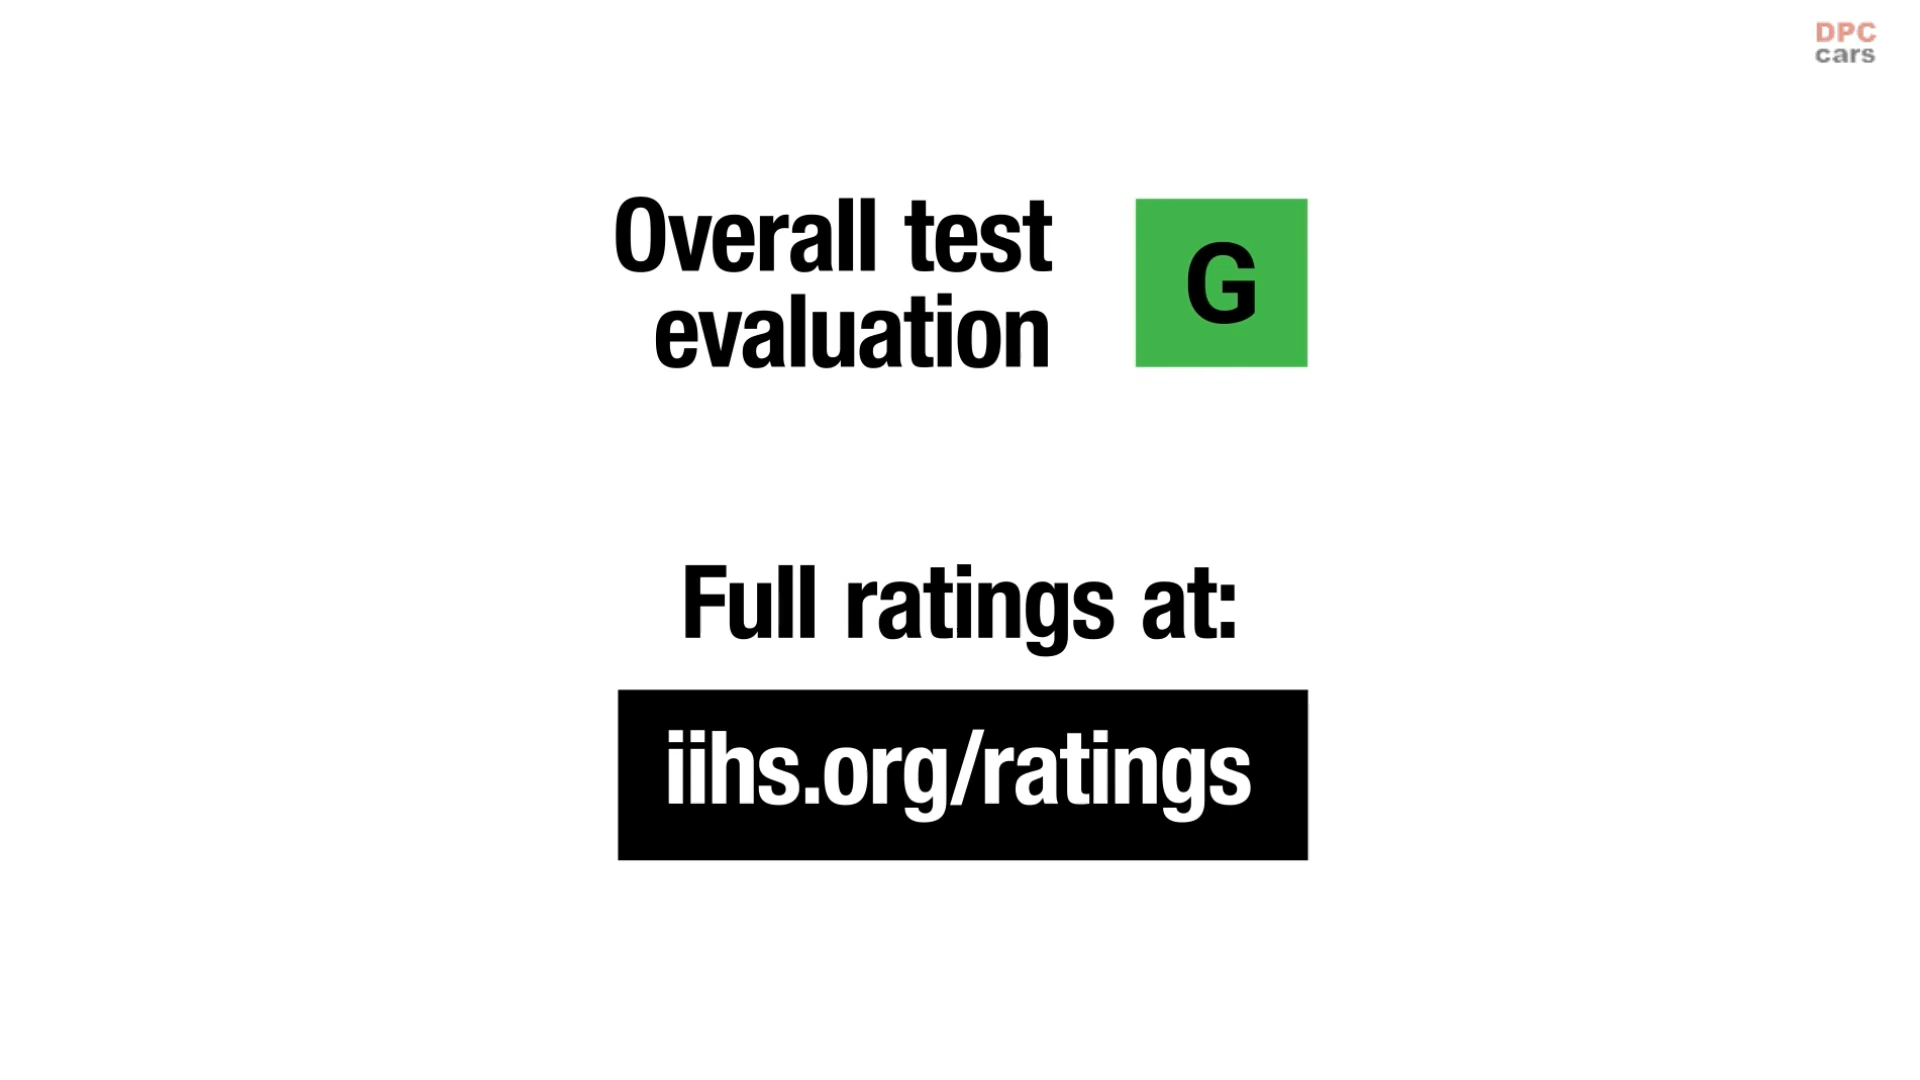 DPC
cars
Overall test
evaluation
G
Full ratings at:
iihs.org/ratings